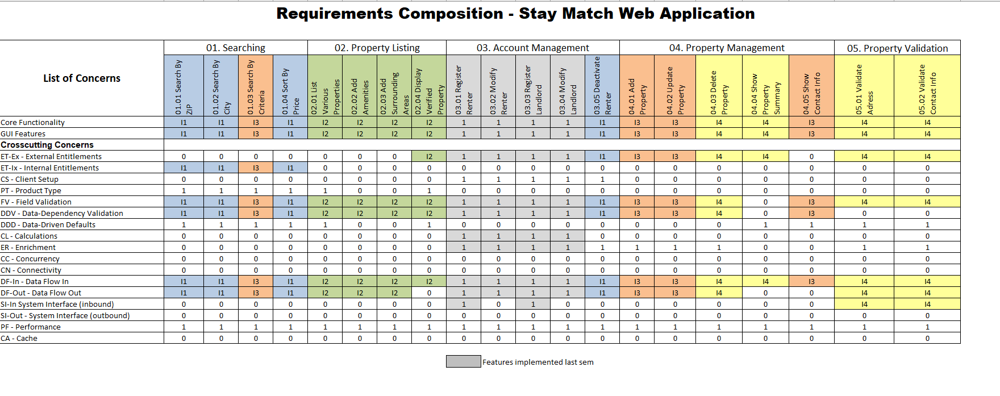 Requirements Composition - Stay Match Web Application
List of Concerns 01. Searching 02. Property Listing 03. Account Management 04. Property Management 05. Property Validation
01.01 Search By ZIP 01.02 Search By City 01.03 Search By Criteria 01.04 Sort By Price 02.01 List Various Properties 02.02 Add Amenities 02.03 Add Surrounding Areas 02.04 Display Verified Property 03.01 Register Renter 03.02 Modify Renter 03.03 Register Landlord 03.04 Modify Landlord 03.05 Deactivate Renter 04.01 Add Property 04.02 Update Property 04.03 Delete Property 04.04 Show Property Summary 04.05 Show Contact Info 05.01 Validate Adress 05.02 Validate Contact Info
Core Functionality I1 I1 I3 I1 I2 I2 I2 I2 1 1 1 1 I1 I3 I3 I4 I4 I3 I4 I4
GUI Features I1 I1 I3 I1 I2 I2 I2 I2 1 1 1 1 I1 I3 I3 I4 I4 I3 I4 I4
Crosscutting Concerns
ET-Ex - External Entitlements 0 0 0 0 0 0 0 I2 1 1 1 1 I1 I3 I3 I4 I4 0 I4 I4
ET-Ix - Internal Entitlements I1 I1 I3 I1 0 0 0 0 0 0 0 0 0 0 0 0 0 0 0 0
CS - Client Setup 0 0 0 0 0 0 0 0 1 1 1 1 1 0 0 0 0 0 0 0
PT - Product Type 1 1 1 1 1 0 0 1 0 0 0 0 0 0 0 0 0 0 0 0
FV - Field Validation I1 I1 I3 I1 I2 I2 I2 I2 1 1 1 1 I1 I3 I3 I4 0 I3 I4 I4
DDV - Data-Dependency Validation I1 I1 I3 I1 I2 I2 I2 I2 1 1 1 1 I1 I3 I3 I4 0 I3 0 0
DDD - Data-Driven Defaults 1 1 1 1 1 0 0 1 0 0 0 0 0 0 0 0 1 1 1 1
CL - Calculations 0 0 0 0 0 0 0 0 1 1 1 1 0 0 0 0 0 0 0 0
ER - Enrichment 0 0 0 0 0 0 0 0 1 1 1 1 1 1 1 1 0 0 1 1
CC - Concurrency 0 0 0 0 0 0 0 0 0 0 0 0 0 0 0 0 0 0 0 0
CN - Connectivity 0 0 0 0 0 0 0 0 0 0 0 0 0 0 0 0 0 0 0 0
DF-In - Data Flow In I1 I1 I3 I1 I2 I2 I2 I2 1 1 1 1 I1 I3 I3 I4 I4 I3 I4 I4
DF-Out - Data Flow Out I1 I1 I3 I1 I2 I2 I2 0 1 1 1 1 I1 I3 I3 I4 0 0 I4 I4
SI-In System Interface (inbound) 0 0 0 0 0 0 0 0 1 0 1 0 0 0 0 0 0 0 I4 I4
SI-Out - System Interface (outbound) 0 0 0 0 0 0 0 0 0 0 0 0 0 0 0 0 0 0 0 0
PF - Performance 1 1 1 1 1 1 1 1 1 1 1 1 1 1 1 1 1 1 1 1
CA - Cache 0 0 0 0 0 0 0 0 0 0 0 0 0 0 0 0 0 0 0 0
Features implemented last sem